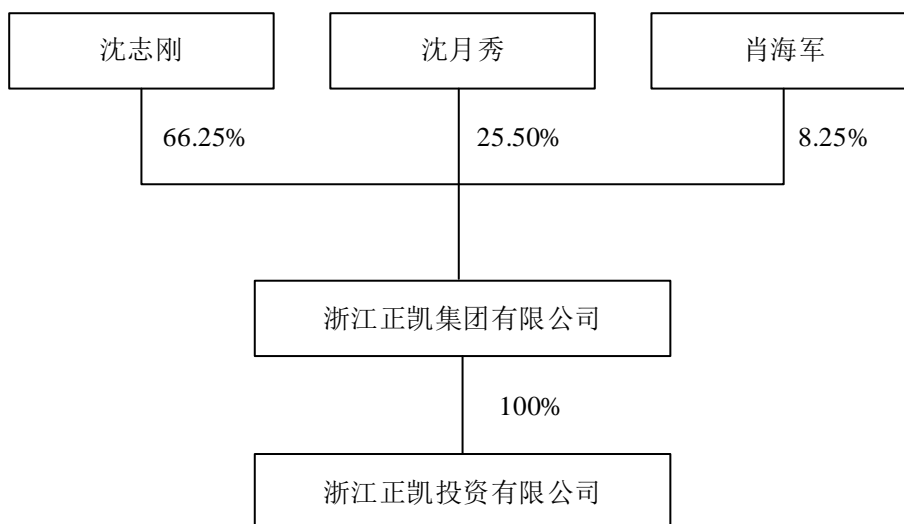 沈志刚
沈月秀
肖海军
66.25%
25.50%
8.25%
浙江正凯集团有限公司
100%
浙江正凯投资有限公司